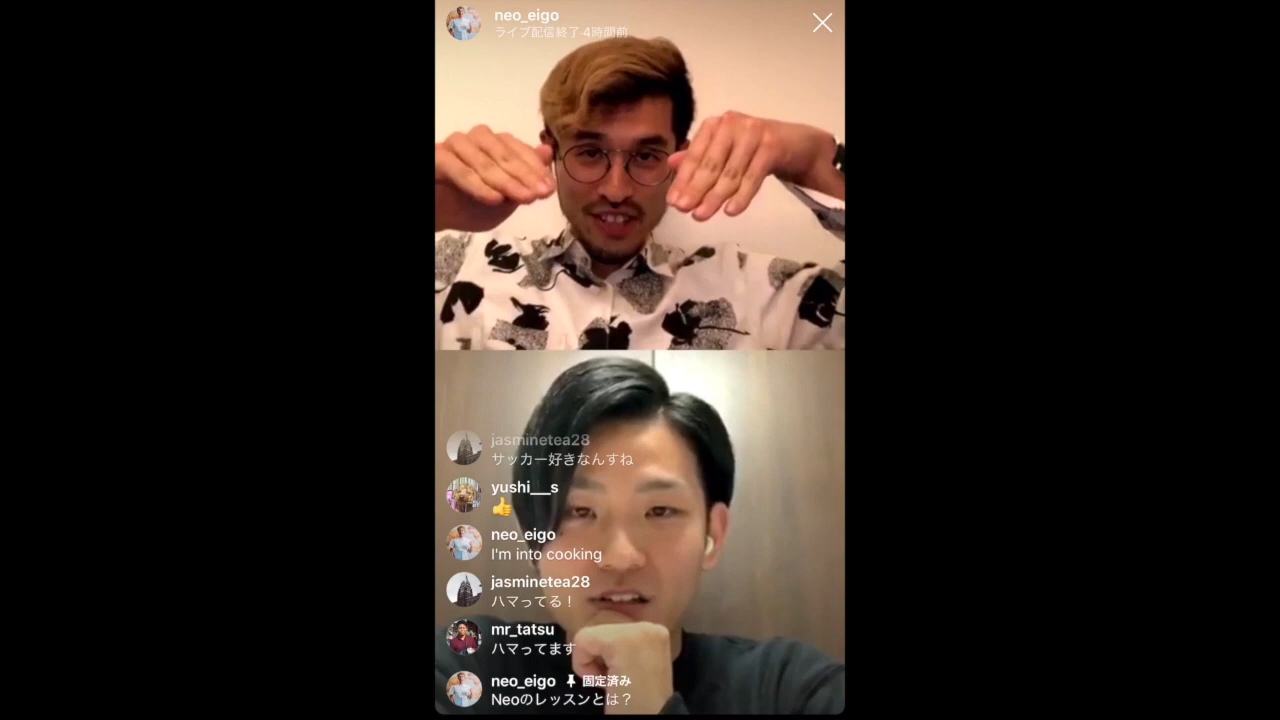 neo_eigo
ライブ配信終了·4時間前
jasminetea28
サッカー好きなんすね
yushi___s
👍
neo_eigo
I'm into cooking
jasminetea28
ハマってる！
mr_tatsu
ハマってます
neo_eigo 固定済み
Neoのレッスンとは？